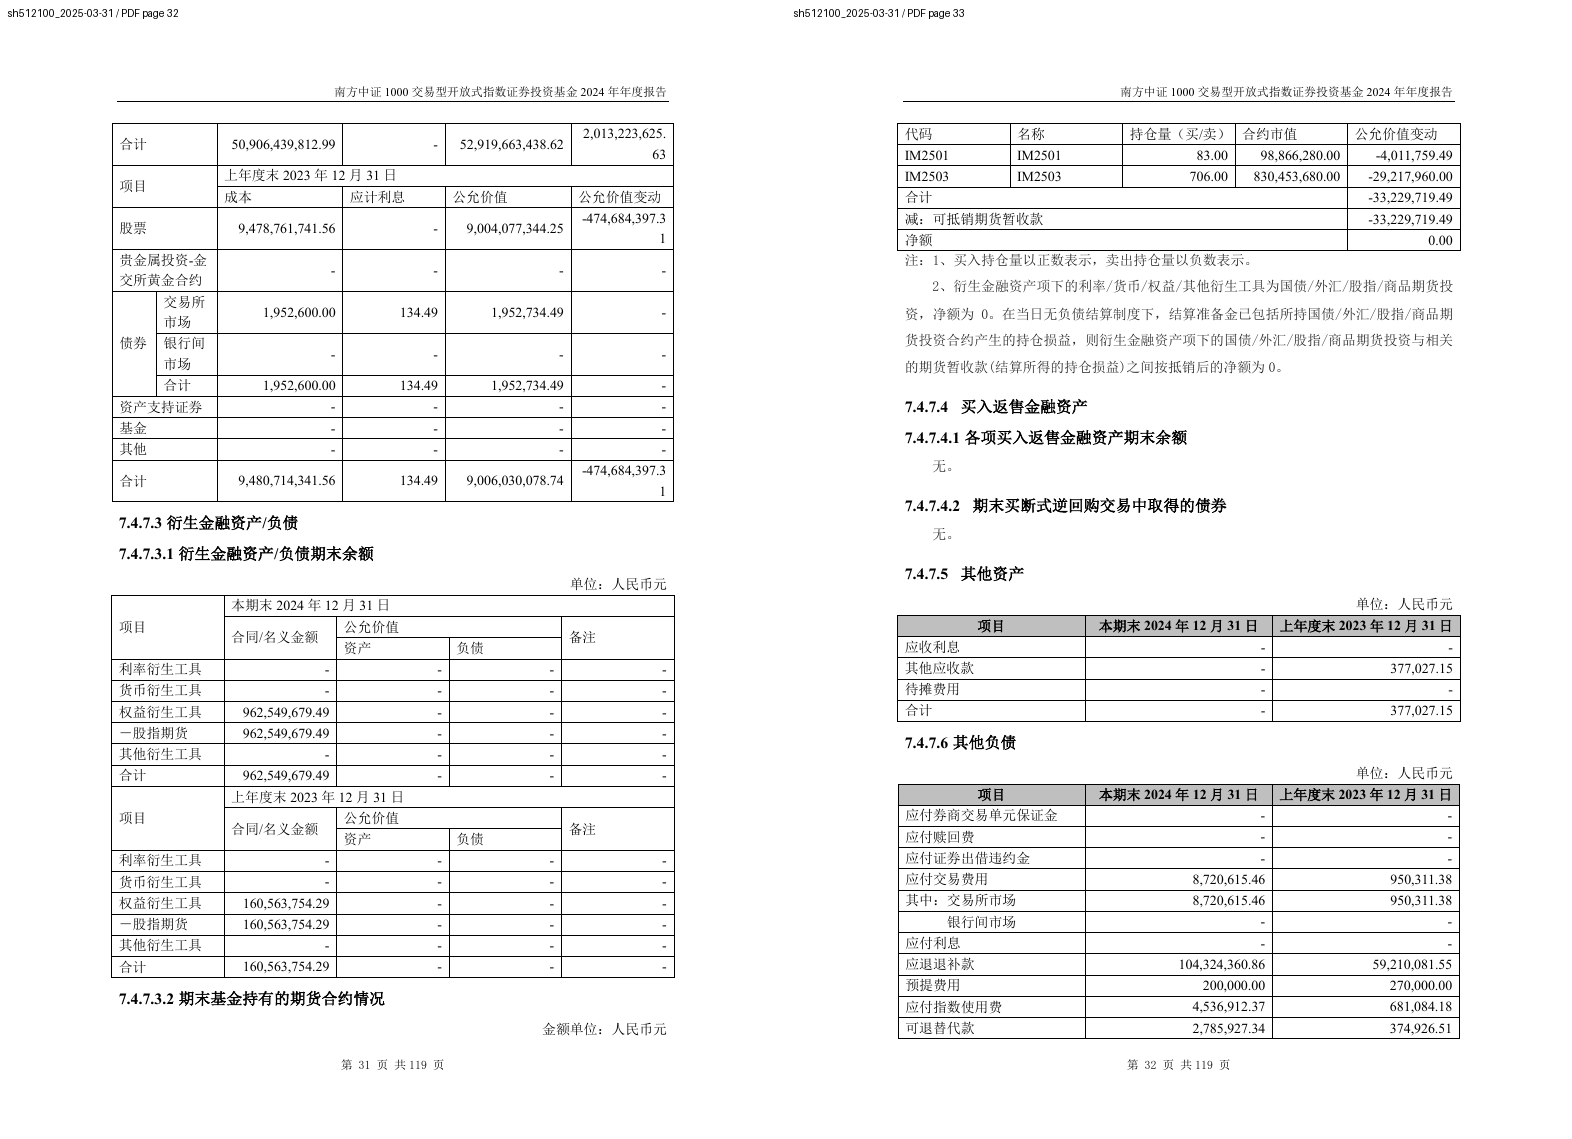 sh512100_2025-03-31 / PDF page 32
南方中证 1000 交易型开放式指数证券投资基金 2024 年年度报告
合计 50,906,439,812.99 - 52,919,663,438.62 2,013,223,625.
63
项目 上年度末 2023 年 12 月 31 日
成本 应计利息 公允价值 公允价值变动
股票 9,478,761,741.56 - 9,004,077,344.25 -474,684,397.3
1
贵金属投资-金
交所黄金合约 - - - -
债券 交易所
市场 1,952,600.00 134.49 1,952,734.49 -
银行间
市场 - - - -
合计 1,952,600.00 134.49 1,952,734.49 -
资产支持证券 - - - -
基金 - - - -
其他 - - - -
合计 9,480,714,341.56 134.49 9,006,030,078.74 -474,684,397.3
1
7.4.7.3 衍生金融资产/负债
7.4.7.3.1 衍生金融资产/负债期末余额
单位：人民币元
项目 本期末 2024 年 12 月 31 日
合同/名义金额 公允价值 备注
资产 负债
利率衍生工具 - - - -
货币衍生工具 - - - -
权益衍生工具 962,549,679.49 - - -
－股指期货 962,549,679.49 - - -
其他衍生工具 - - - -
合计 962,549,679.49 - - -
项目 上年度末 2023 年 12 月 31 日
合同/名义金额 公允价值 备注
资产 负债
利率衍生工具 - - - -
货币衍生工具 - - - -
权益衍生工具 160,563,754.29 - - -
－股指期货 160,563,754.29 - - -
其他衍生工具 - - - -
合计 160,563,754.29 - - -
7.4.7.3.2 期末基金持有的期货合约情况
金额单位：人民币元
第 31 页 共 119 页
sh512100_2025-03-31 / PDF page 33
南方中证 1000 交易型开放式指数证券投资基金 2024 年年度报告
代码 名称 持仓量（买/卖） 合约市值 公允价值变动
IM2501 IM2501 83.00 98,866,280.00 -4,011,759.49
IM2503 IM2503 706.00 830,453,680.00 -29,217,960.00
合计 -33,229,719.49
减：可抵销期货暂收款 -33,229,719.49
净额 0.00
注：1、买入持仓量以正数表示，卖出持仓量以负数表示。
2、衍生金融资产项下的利率/货币/权益/其他衍生工具为国债/外汇/股指/商品期货投
资，净额为 0。在当日无负债结算制度下，结算准备金已包括所持国债/外汇/股指/商品期
货投资合约产生的持仓损益，则衍生金融资产项下的国债/外汇/股指/商品期货投资与相关
的期货暂收款(结算所得的持仓损益)之间按抵销后的净额为 0。
7.4.7.4 买入返售金融资产
7.4.7.4.1 各项买入返售金融资产期末余额
无。
7.4.7.4.2 期末买断式逆回购交易中取得的债券
无。
7.4.7.5 其他资产
单位：人民币元
项目 本期末 2024 年 12 月 31 日 上年度末 2023 年 12 月 31 日
应收利息 - -
其他应收款 - 377,027.15
待摊费用 - -
合计 - 377,027.15
7.4.7.6 其他负债
单位：人民币元
项目 本期末 2024 年 12 月 31 日 上年度末 2023 年 12 月 31 日
应付券商交易单元保证金 - -
应付赎回费 - -
应付证券出借违约金 - -
应付交易费用 8,720,615.46 950,311.38
其中：交易所市场 8,720,615.46 950,311.38
银行间市场 - -
应付利息 - -
应退退补款 104,324,360.86 59,210,081.55
预提费用 200,000.00 270,000.00
应付指数使用费 4,536,912.37 681,084.18
可退替代款 2,785,927.34 374,926.51
第 32 页 共 119 页